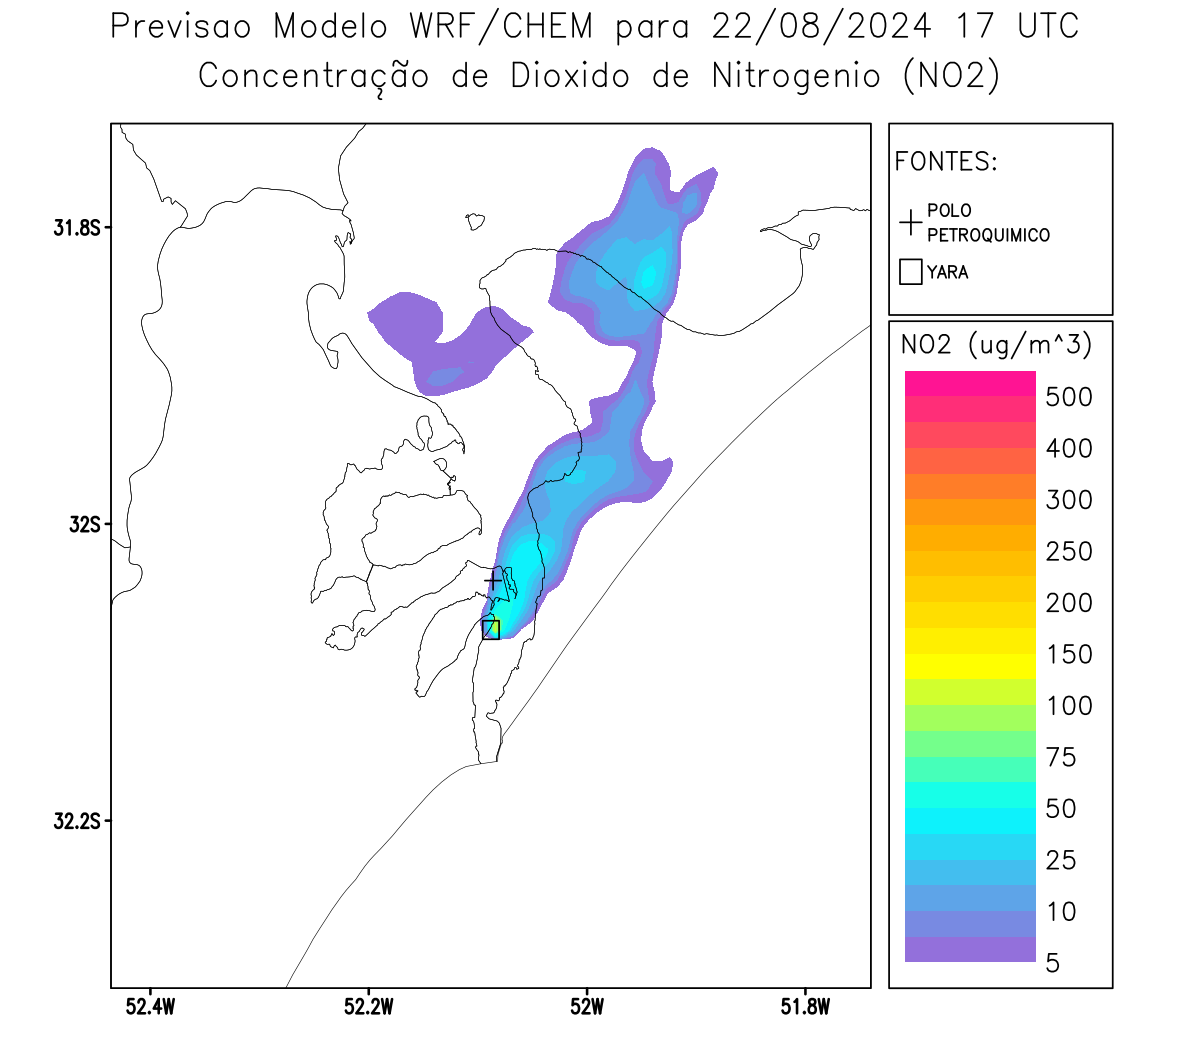 Previsao Modelo WRF/CHEM para 22/08/2024 17 UTC
Concentração de Dioxido de Nitrogenio (NO2)
FONTES:
POLO
PETROQUIMICO
YARA
NO2 (ug/m^3)
500
400
300
250
200
150
100
75
50
25
10
5
31.8S
32S
32.2S
52.4W
52.2W
52W
51.8W